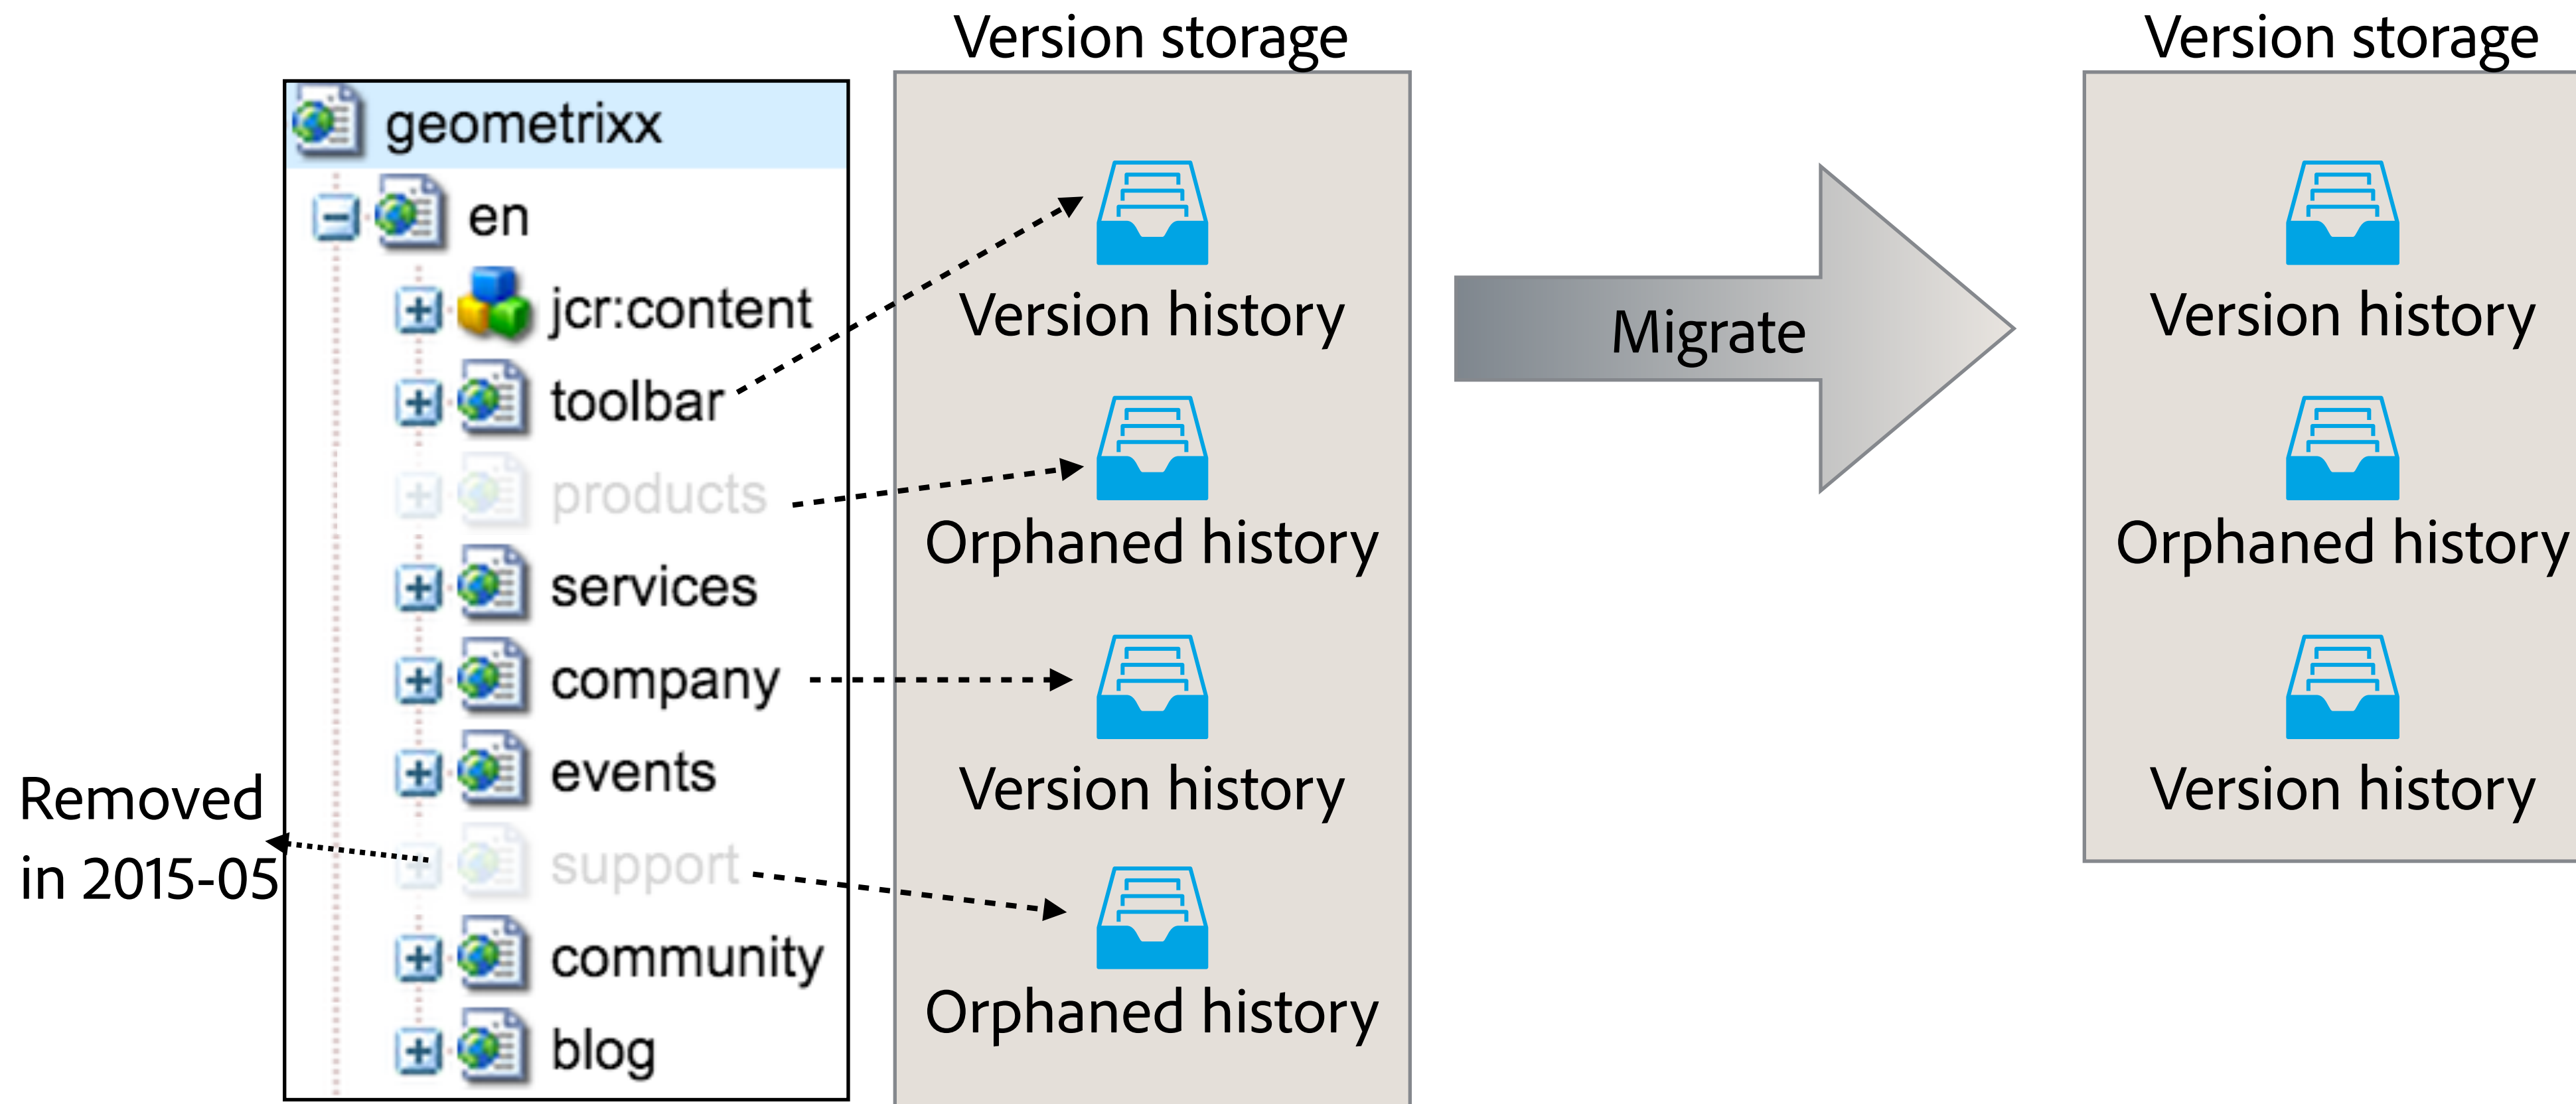 Version storage
Version storage
geometrixx
en
jcr:content
toolbar
products
services
company
events
support
community
blog
Removed
in 2015-05
Version history
Orphaned history
Version history
Orphaned history
Migrate
Version history
Orphaned history
Version history